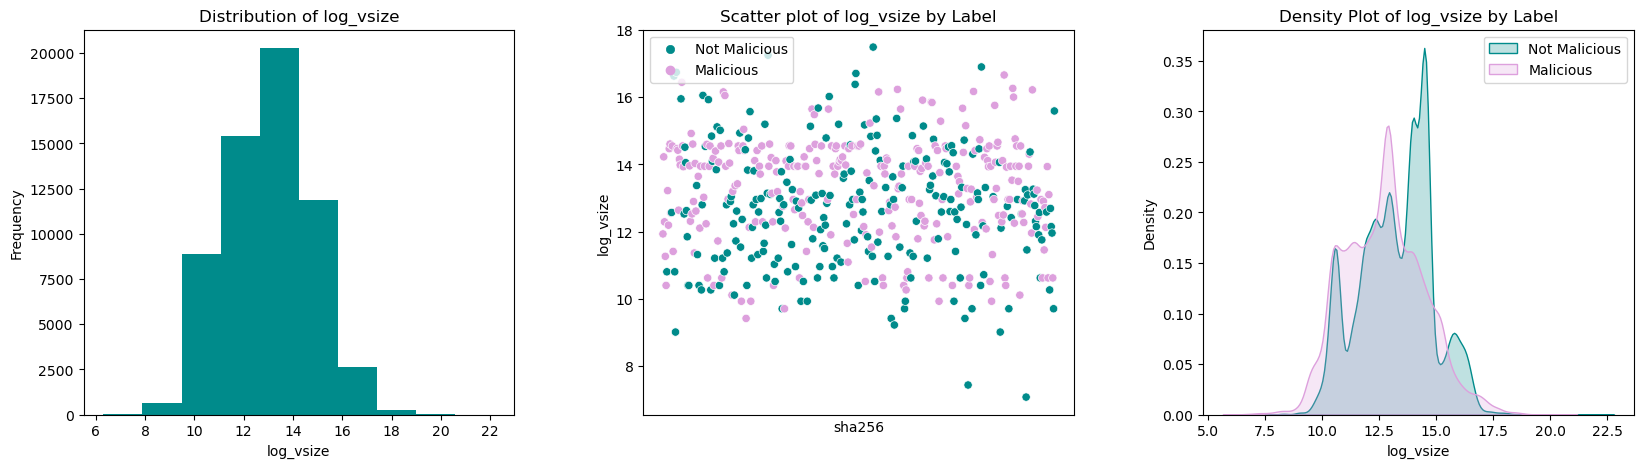 Distribution of log_vsize
Frequency
20000
17500
15000
12500
10000
7500
5000
2500
0
6 8 10 12 14 16 18 20 22
log_vsize
Scatter plot of log_vsize by Label
Not Malicious
Malicious
log_vsize
18
16
14
12
10
8
sha256
Density Plot of log_vsize by Label
Not Malicious
Malicious
Density
0.35
0.30
0.25
0.20
0.15
0.10
0.05
0.00
5.0 7.5 10.0 12.5 15.0 17.5 20.0 22.5
log_vsize